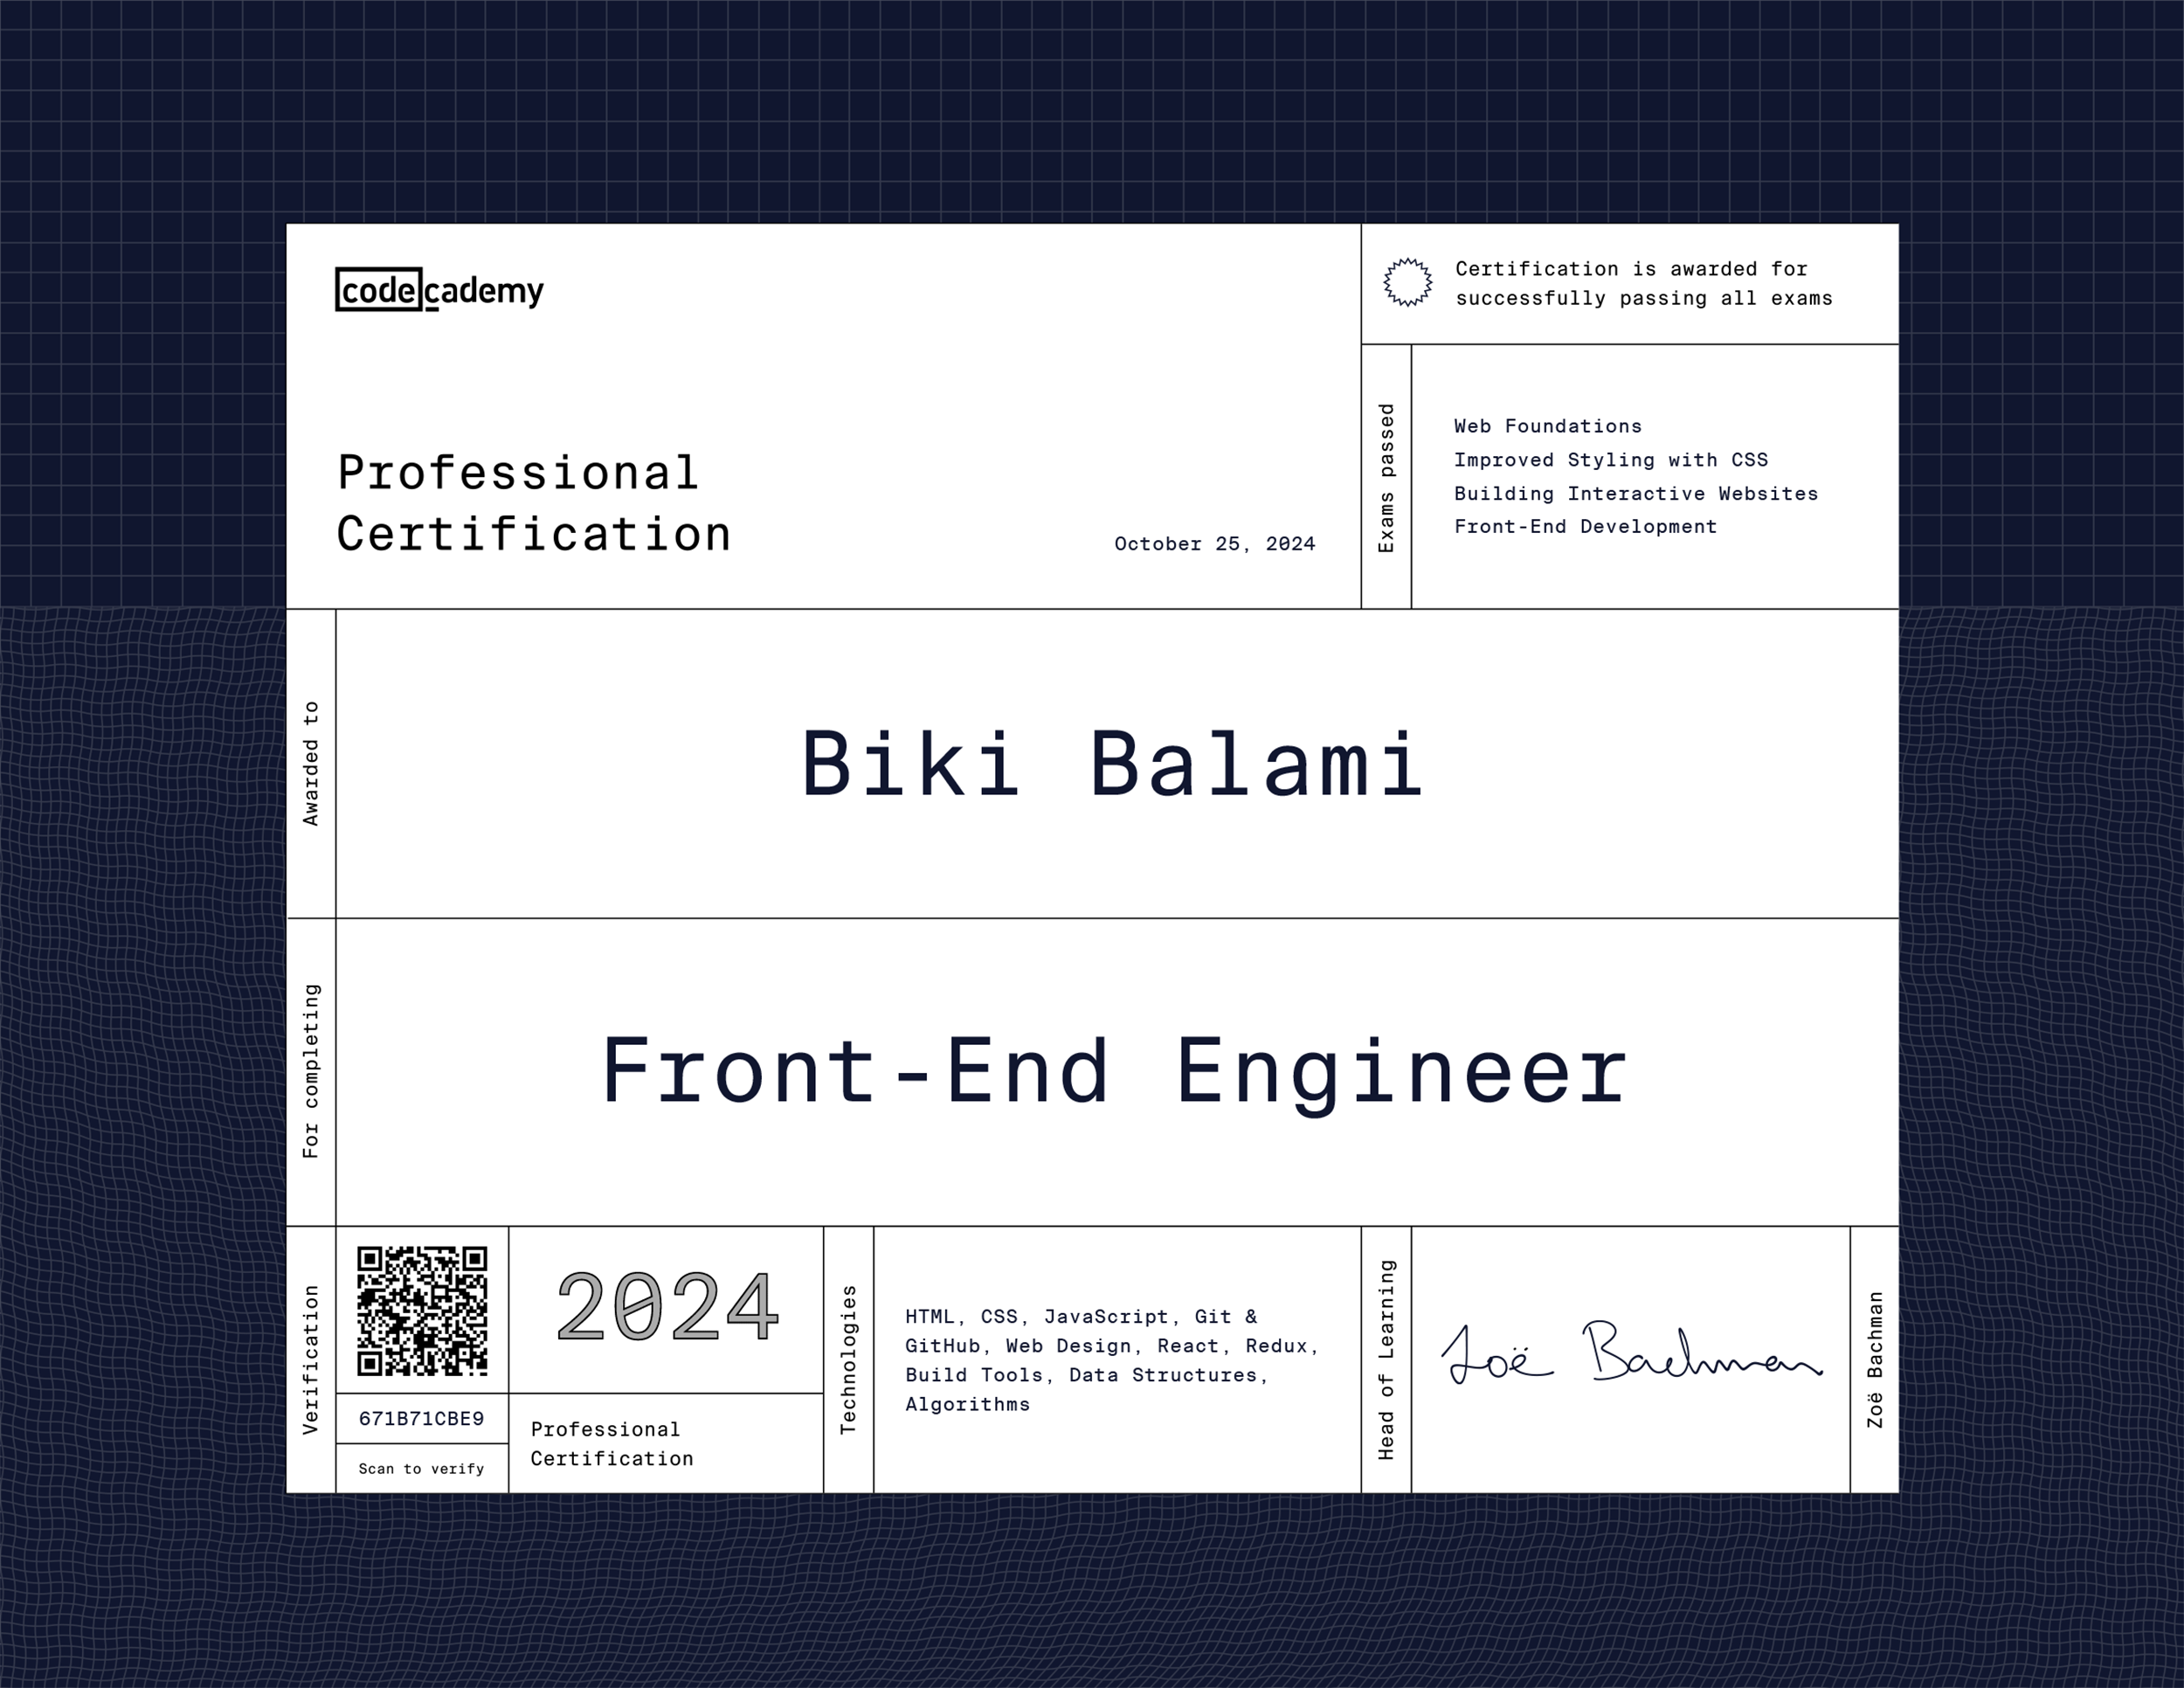 codecademy
Certification is awarded for
successfully passing all exams
Professional
Certification
October 25, 2024
Exams passed
Web Foundations
Improved Styling with CSS
Building Interactive Websites
Front-End Development
Awarded to
Biki Balami
For completing
Front-End Engineer
Verification
671B71CBE9
Scan to verify
2024
Professional
Certification
Technologies
HTML, CSS, JavaScript, Git &
GitHub, Web Design, React, Redux,
Build Tools, Data Structures,
Algorithms
Head of Learning
Zoë Bachman
Zoë Bachman